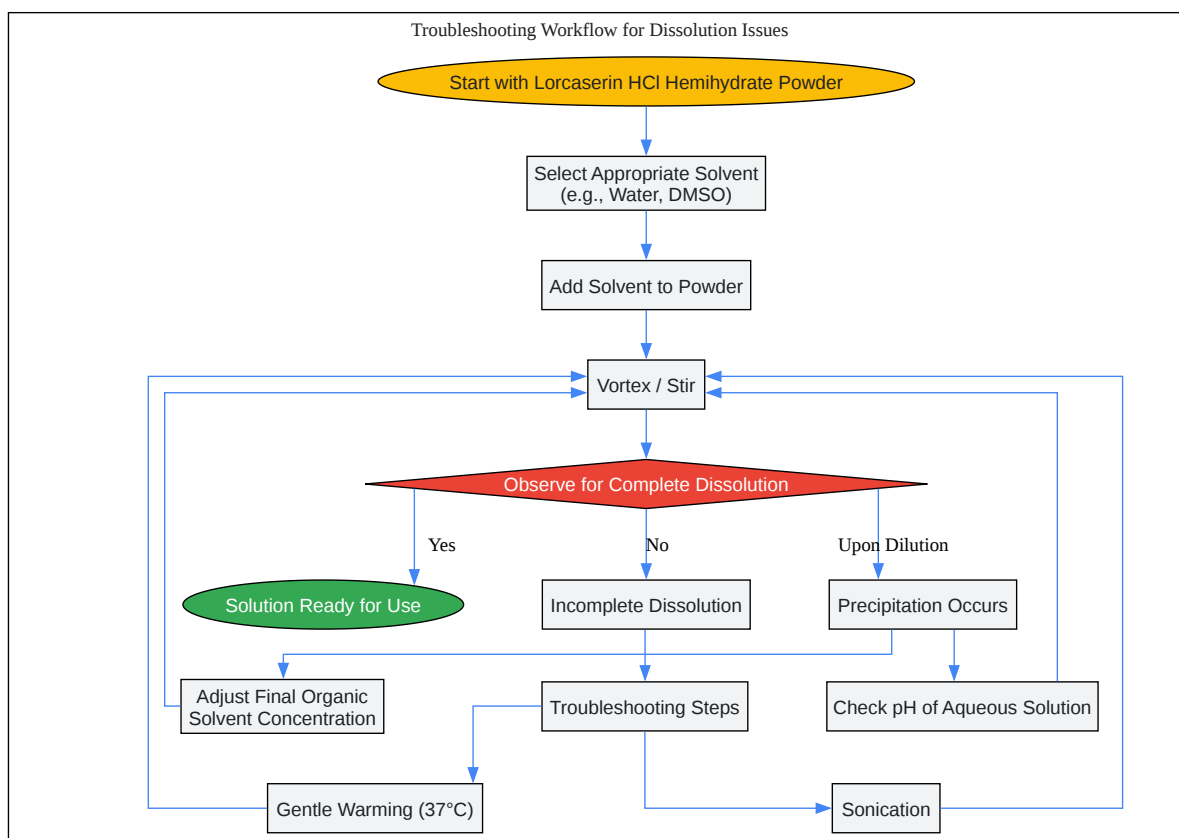 Troubleshooting Workflow for Dissolution Issues
Start with Lorcaserin HCl Hemihydrate Powder
Select Appropriate Solvent
(e.g., Water, DMSO)
Add Solvent to Powder
Vortex / Stir
Observe for Complete Dissolution
Yes
No
Upon Dilution
Solution Ready for Use
Incomplete Dissolution
Precipitation Occurs
Adjust Final Organic
Solvent Concentration
Troubleshooting Steps
Check pH of Aqueous Solution
Gentle Warming (37°C)
Sonication